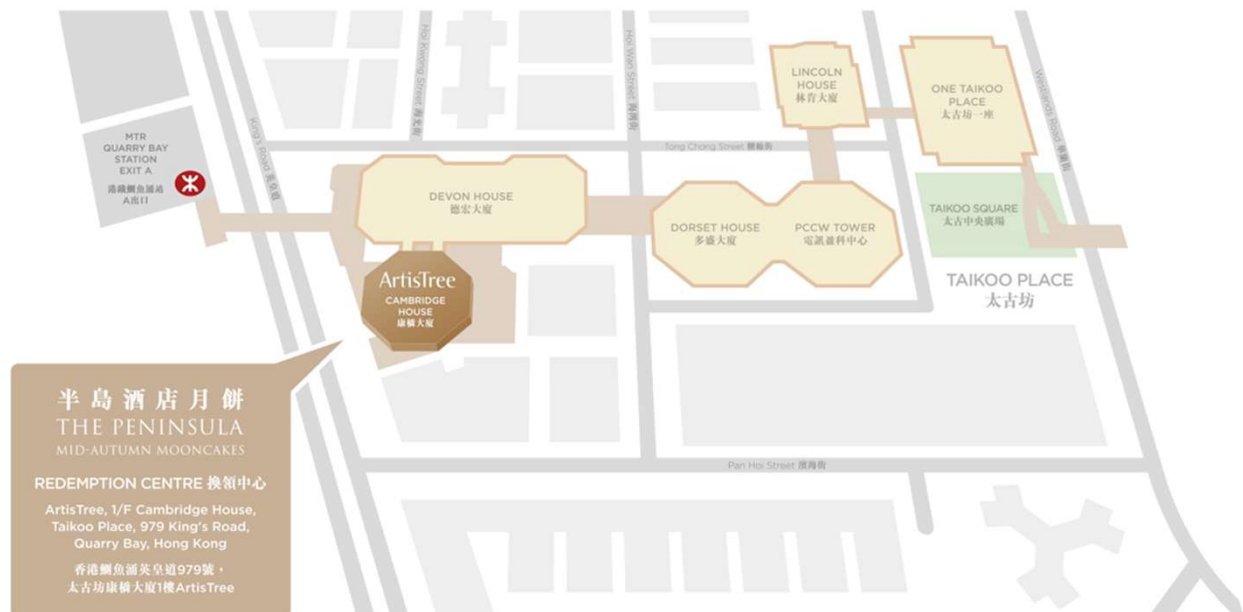 MTR
QUARRY BAY
STATION
EXIT A
港鐵鰂魚涌站
A出口
King's Road 英皇道
Hoi Kwong Street 海光街
Hoi Wan Street 海灣街
Tong Chong Street 糖廠街
Westlands Road 華蘭路
LINCOLN
HOUSE
林肯大廈
ONE TAIKOO
PLACE
太古坊一座
DEVON HOUSE
德宏大廈
DORSET HOUSE
多盛大廈
PCCW TOWER
電訊盈科中心
TAIKOO SQUARE
太古中央廣場
TAIKOO PLACE
太古坊
ArtisTree
CAMBRIDGE
HOUSE
康橋大廈
Pan Hoi Street 濱海街
半島酒店月餅
THE PENINSULA
MID-AUTUMN MOONCAKES
REDEMPTION CENTRE 換領中心
ArtisTree, 1/F Cambridge House,
Taikoo Place, 979 King's Road,
Quarry Bay, Hong Kong
香港鰂魚涌英皇道979號，
太古坊康橋大廈1樓ArtisTree